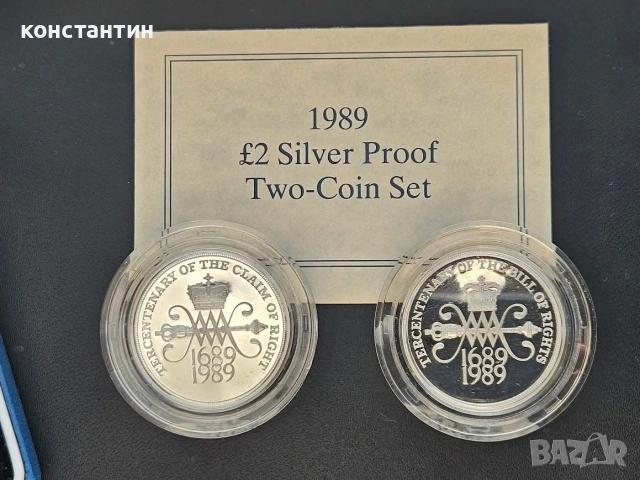 константин
1989
£2 Silver Proof
Two-Coin Set
TERCENTENARY OF THE CLAIM OF RIGHT
1689
1989
TERCENTENARY OF THE BILL OF RIGHTS
1689
1989
BAZAR